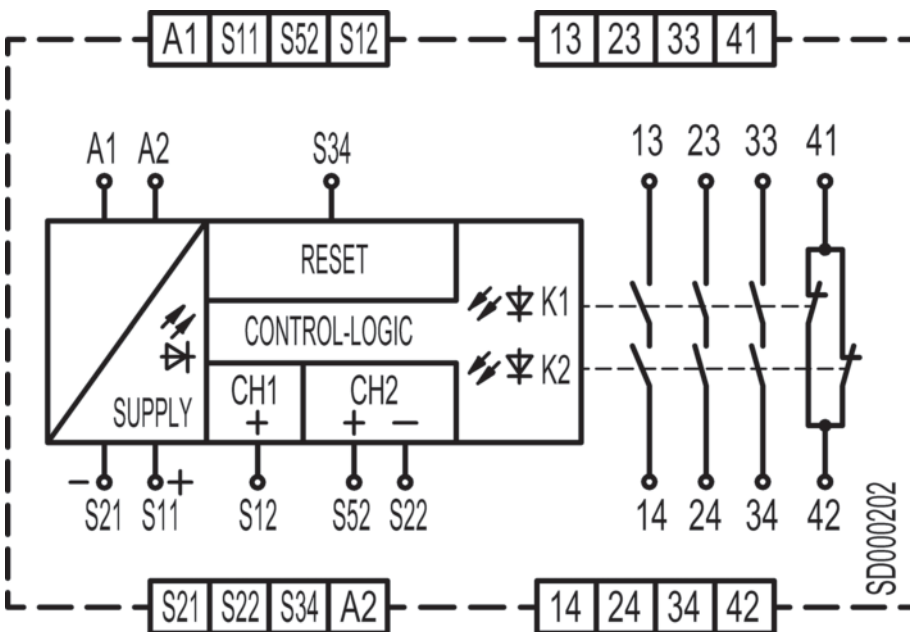 A1 S11 S52 S12 13 23 33 41
A1 A2 S34 13 23 33 41
RESET
K1
CONTROL-LOGIC
K2
CH1 CH2
SUPPLY + + −
− S21 S11 + S12 S52 S22 14 24 34 42
SD000202
S21 S22 S34 A2 14 24 34 42